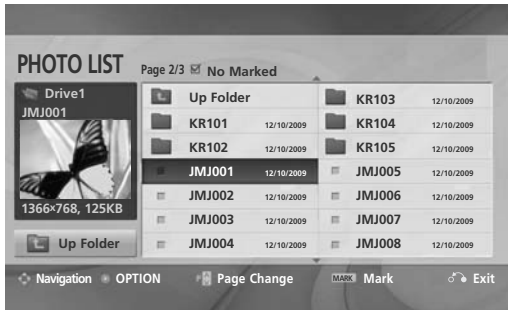 PHOTO LIST
Page 2/3 No Marked
Drive1
JMJ001
1366×768, 125KB
Up Folder
Up Folder
KR101 12/10/2009
KR102 12/10/2009
JMJ001 12/10/2009
JMJ002 12/10/2009
JMJ003 12/10/2009
JMJ004 12/10/2009
KR103 12/10/2009
KR104 12/10/2009
KR105 12/10/2009
JMJ005 12/10/2009
JMJ006 12/10/2009
JMJ007 12/10/2009
JMJ008 12/10/2009
Navigation OPTION Page Change MARK Mark Exit